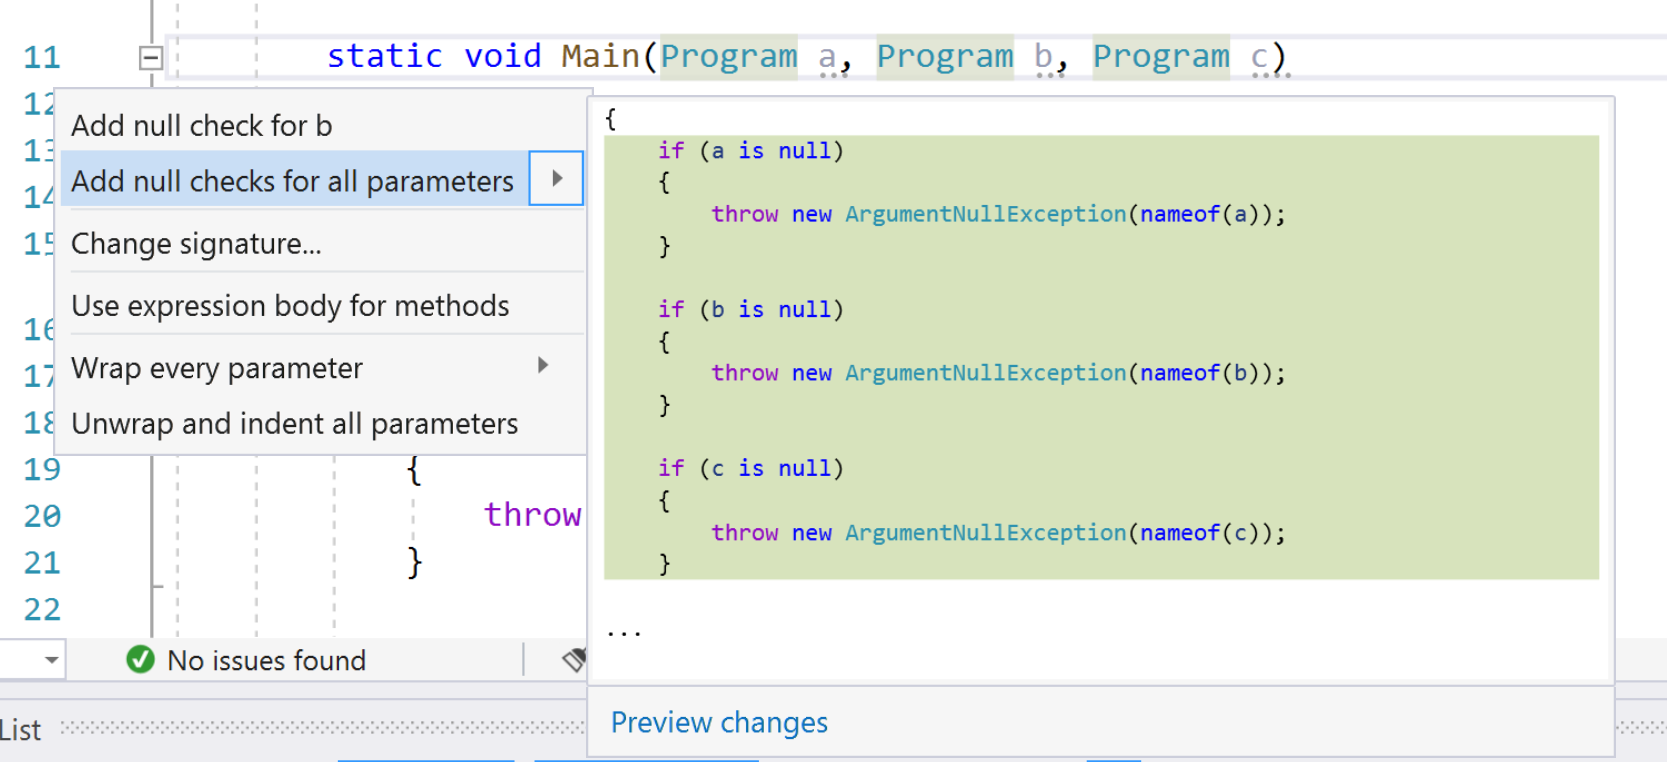 11 static void Main(Program a, Program b, Program c)
12
13
14
15
16
17
18
19 {
20 throw
21 }
22
Add null check for b
Add null checks for all parameters
Change signature...
Use expression body for methods
Wrap every parameter
Unwrap and indent all parameters
{
if (a is null)
{
throw new ArgumentNullException(nameof(a));
}
if (b is null)
{
throw new ArgumentNullException(nameof(b));
}
if (c is null)
{
throw new ArgumentNullException(nameof(c));
}
...
Preview changes
No issues found
List